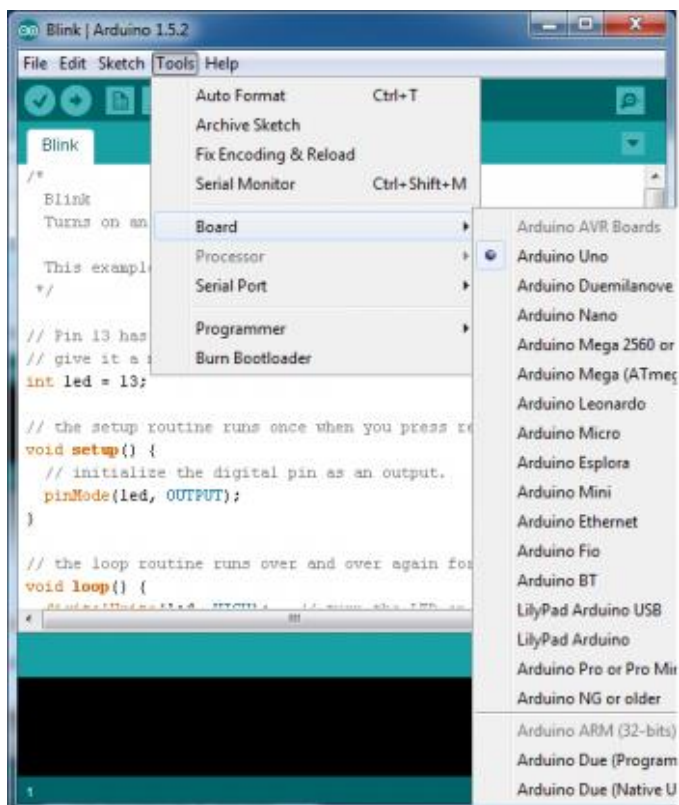 Blink | Arduino 1.5.2
File Edit Sketch Tools Help
Auto Format Ctrl+T
Archive Sketch
Fix Encoding & Reload
Serial Monitor Ctrl+Shift+M
Board
Processor
Serial Port
Programmer
Burn Bootloader
Arduino AVR Boards
Arduino Uno
Arduino Duemilanove
Arduino Nano
Arduino Mega 2560 or
Arduino Mega (ATmeg
Arduino Leonardo
Arduino Micro
Arduino Esplora
Arduino Mini
Arduino Ethernet
Arduino Fio
Arduino BT
LilyPad Arduino USB
LilyPad Arduino
Arduino Pro or Pro Min
Arduino NG or older
Arduino ARM (32-bits)
Arduino Due (Program
Arduino Due (Native U
Blink
/*
Blink
Turns on an
This exampl
*/
// Pin 13 has
// give it a
int led = 13;
// the setup routine runs once when you press re
void setup() {
// initialize the digital pin as an output.
pinMode(led, OUTPUT);
}
// the loop routine runs over and over again fo
void loop() {
1